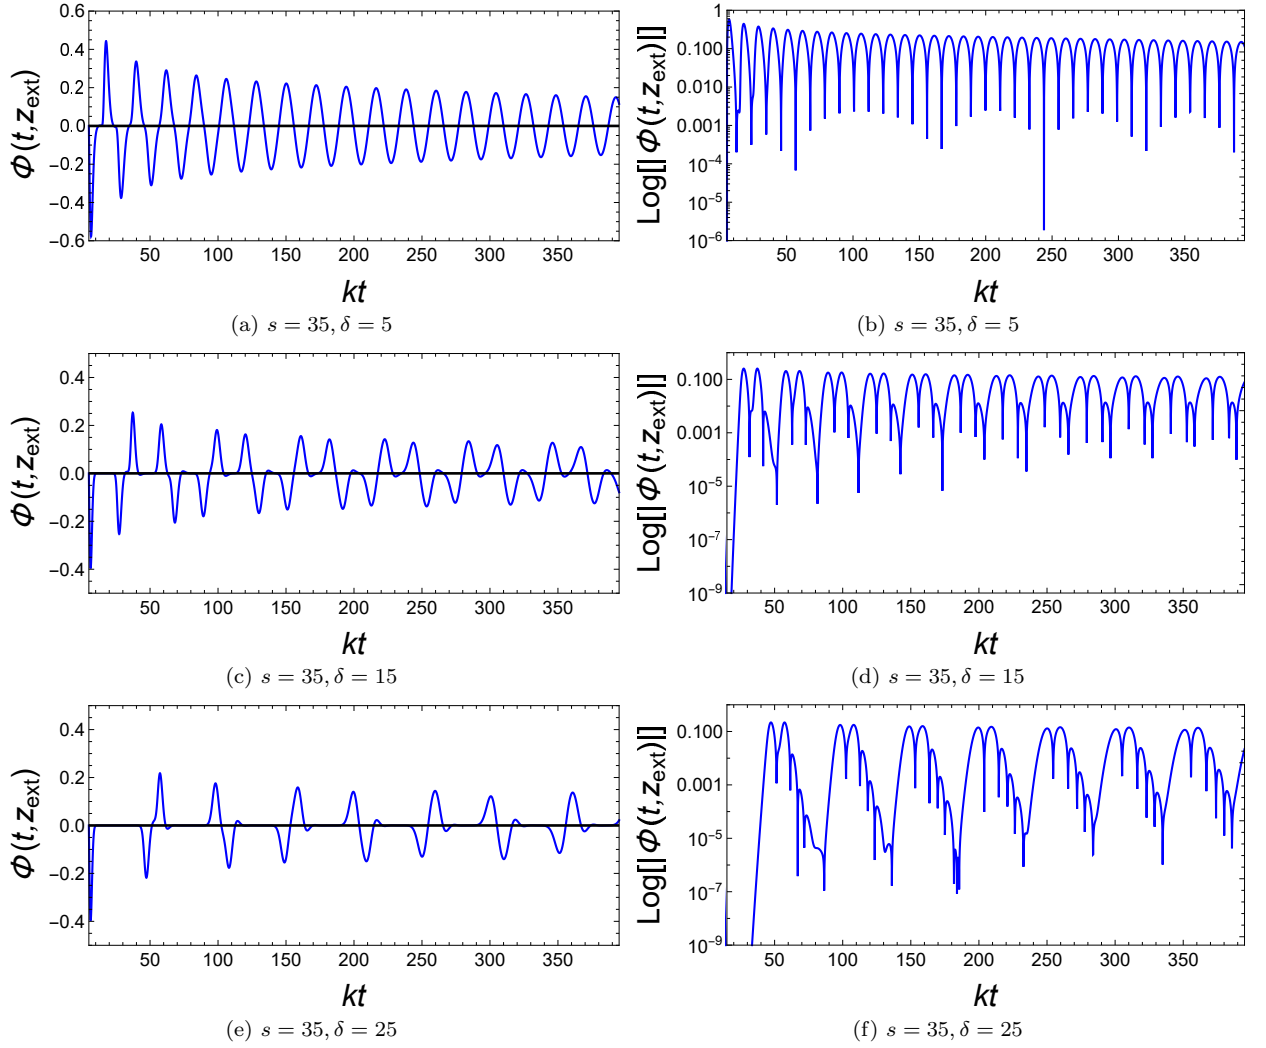 0.6
0.4
0.2
0.0
−0.2
−0.4
−0.6
Φ(t,z_ext)
50 100 150 200 250 300 350
kt
(a) s = 35, δ = 5
1
0.100
0.010
0.001
10^-4
10^-5
10^-6
Log[|Φ(t,z_ext)|]
50 100 150 200 250 300 350
kt
(b) s = 35, δ = 5
0.4
0.2
0.0
−0.2
−0.4
Φ(t,z_ext)
50 100 150 200 250 300 350
kt
(c) s = 35, δ = 15
0.100
0.001
10^-5
10^-7
10^-9
Log[|Φ(t,z_ext)|]
50 100 150 200 250 300 350
kt
(d) s = 35, δ = 15
0.4
0.2
0.0
−0.2
−0.4
Φ(t,z_ext)
50 100 150 200 250 300 350
kt
(e) s = 35, δ = 25
0.100
0.001
10^-5
10^-7
10^-9
Log[|Φ(t,z_ext)|]
50 100 150 200 250 300 350
kt
(f) s = 35, δ = 25